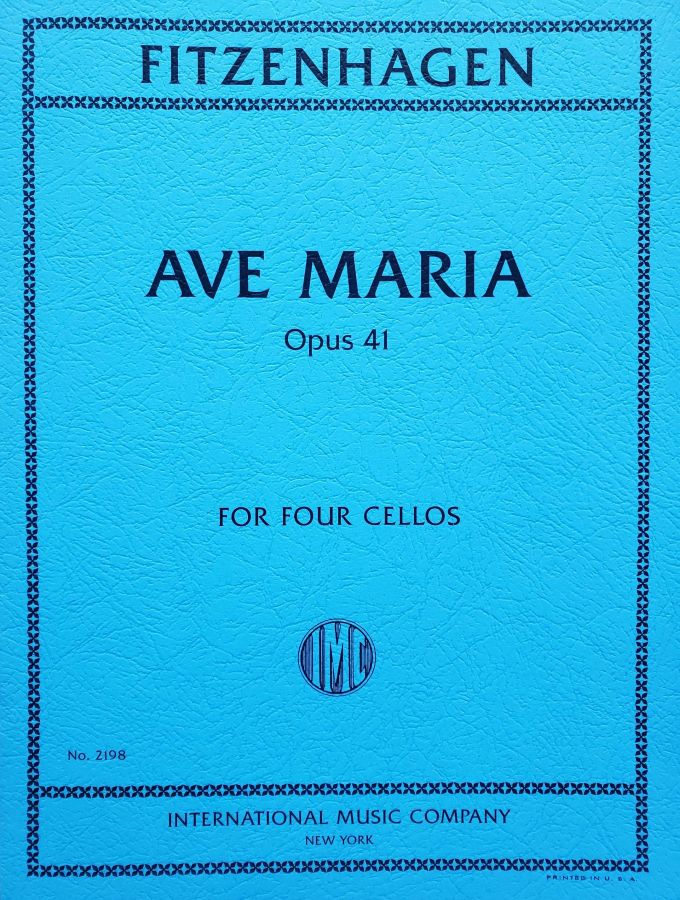 FITZENHAGEN
AVE MARIA
Opus 41
FOR FOUR CELLOS
IMC
No. 2198
INTERNATIONAL MUSIC COMPANY
NEW YORK
PRINTED IN U. S. A.